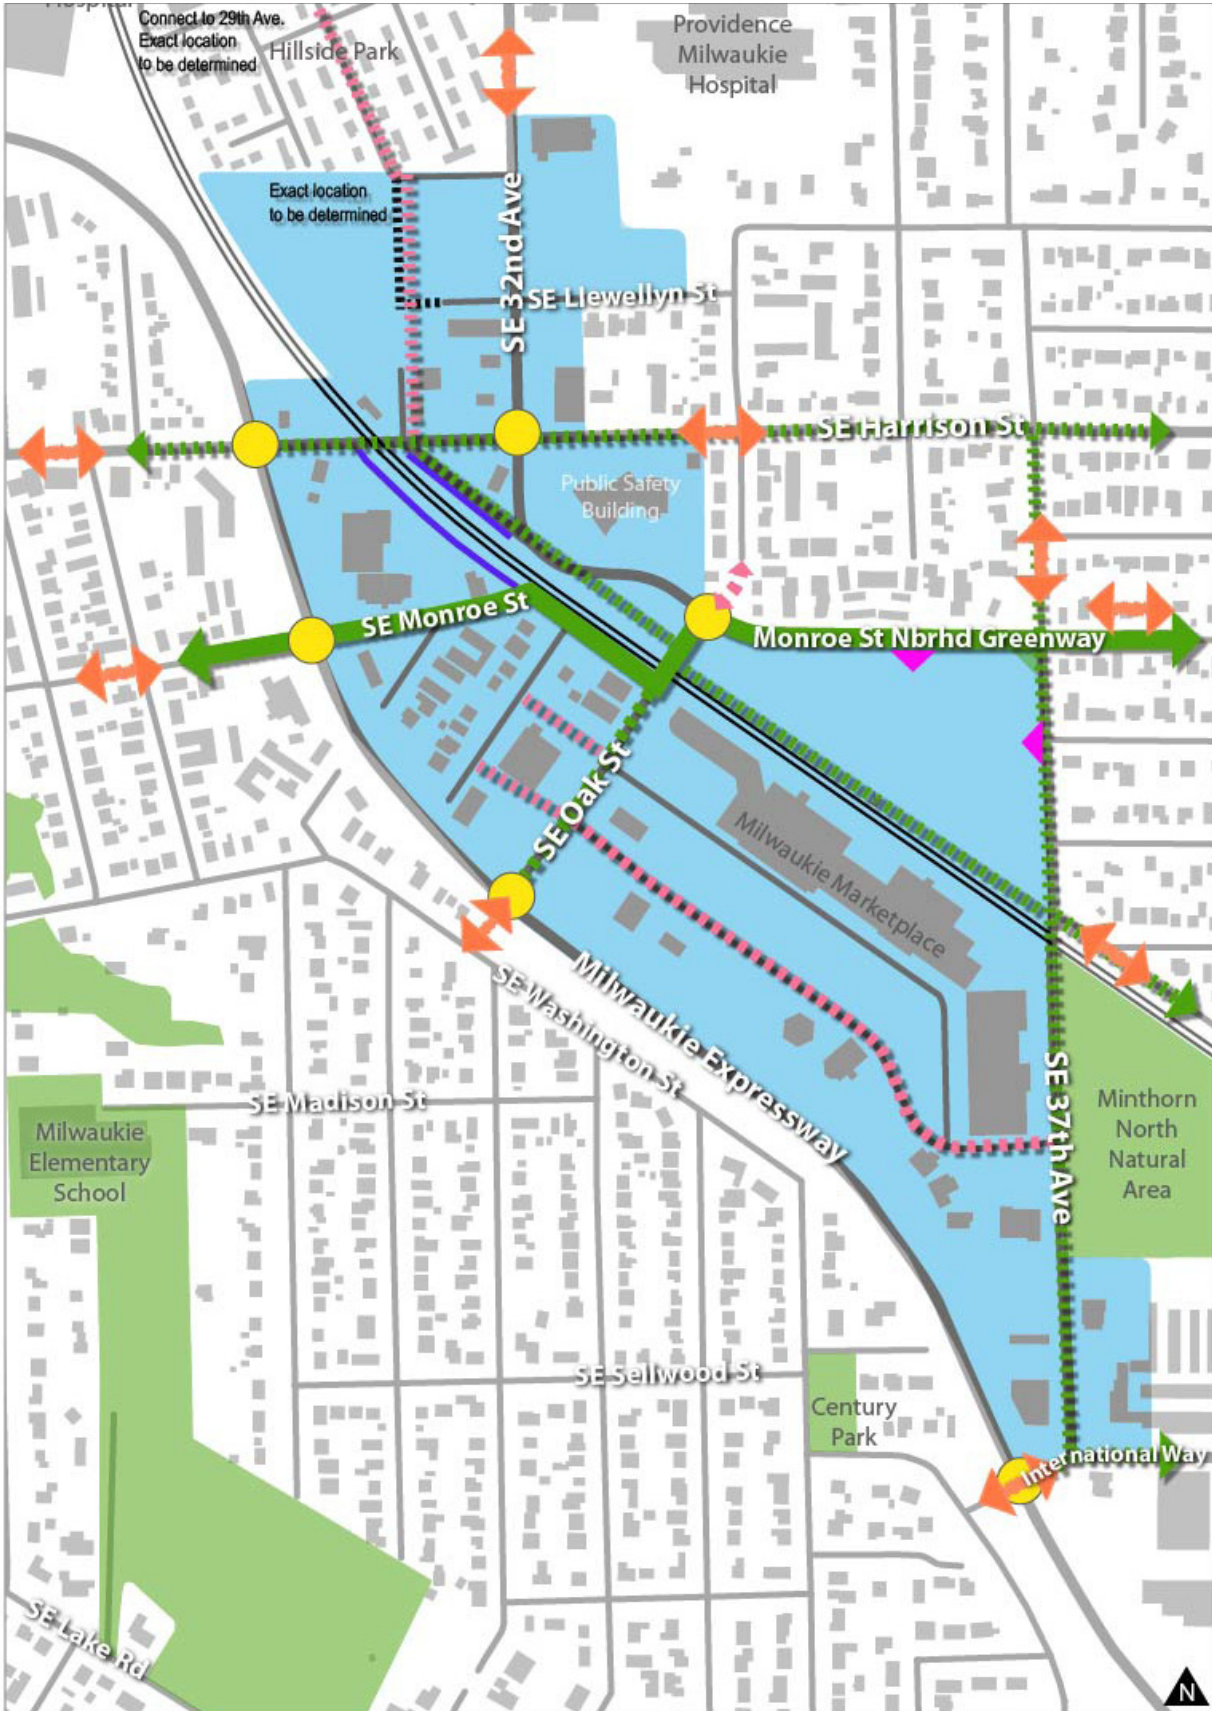 Hospital
Connect to 29th Ave.
Exact location
to be determined
Hillside Park
Providence
Milwaukie
Hospital
Exact location
to be determined
SE 32nd Ave
SE Llewellyn St
SE Harrison St
Public Safety
Building
SE Monroe St
Monroe St Nbrhd Greenway
SE Oak St
Milwaukie Marketplace
SE Washington St
Milwaukie Expressway
SE 37th Ave
SE Madison St
Milwaukie
Elementary
School
Minthorn
North
Natural
Area
SE Sellwood St
Century
Park
International Way
SE Lake Rd
N